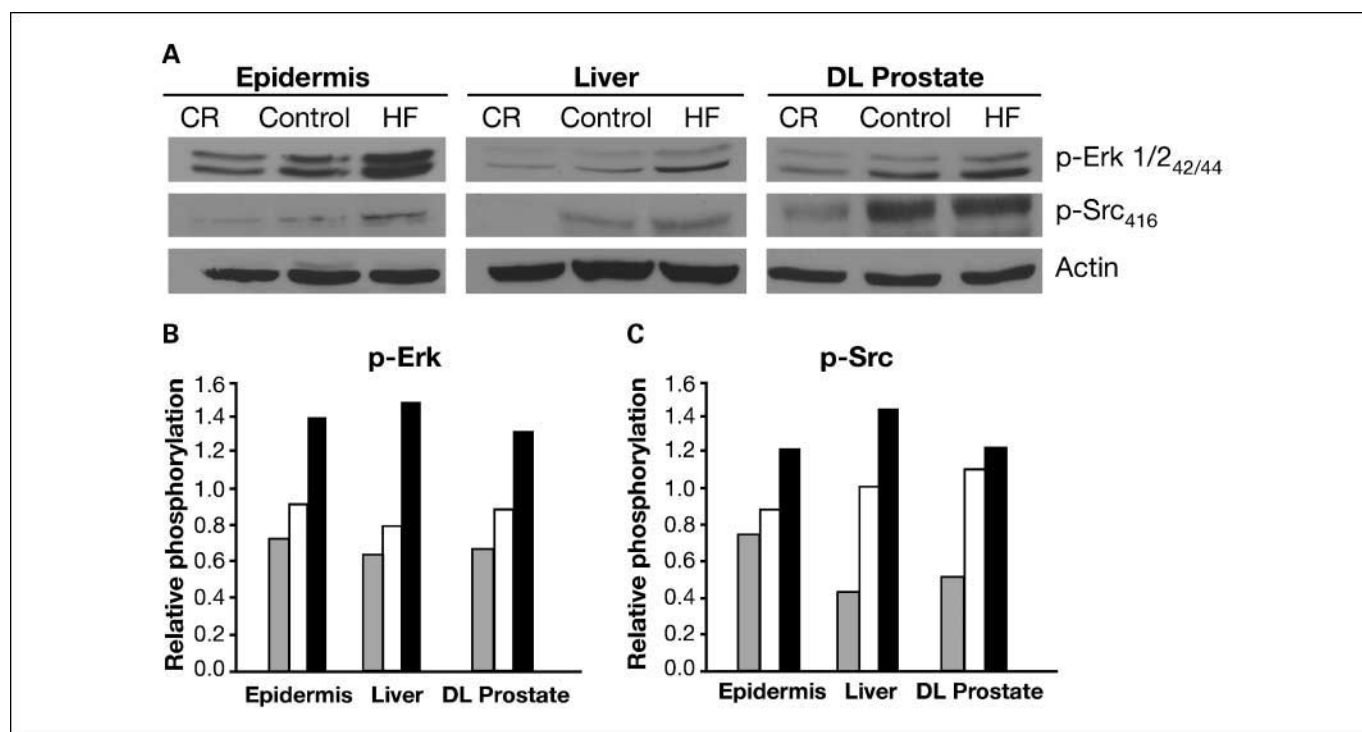 A
Epidermis Liver DL Prostate
CR Control HF CR Control HF CR Control HF
p-Erk 1/2 42/44
p-Src 416
Actin
B
p-Erk
Relative phosphorylation
1.6
1.4
1.2
1.0
0.8
0.6
0.4
0.2
0.0
Epidermis Liver DL Prostate
C
p-Src
Relative phosphorylation
1.6
1.4
1.2
1.0
0.8
0.6
0.4
0.2
0.0
Epidermis Liver DL Prostate